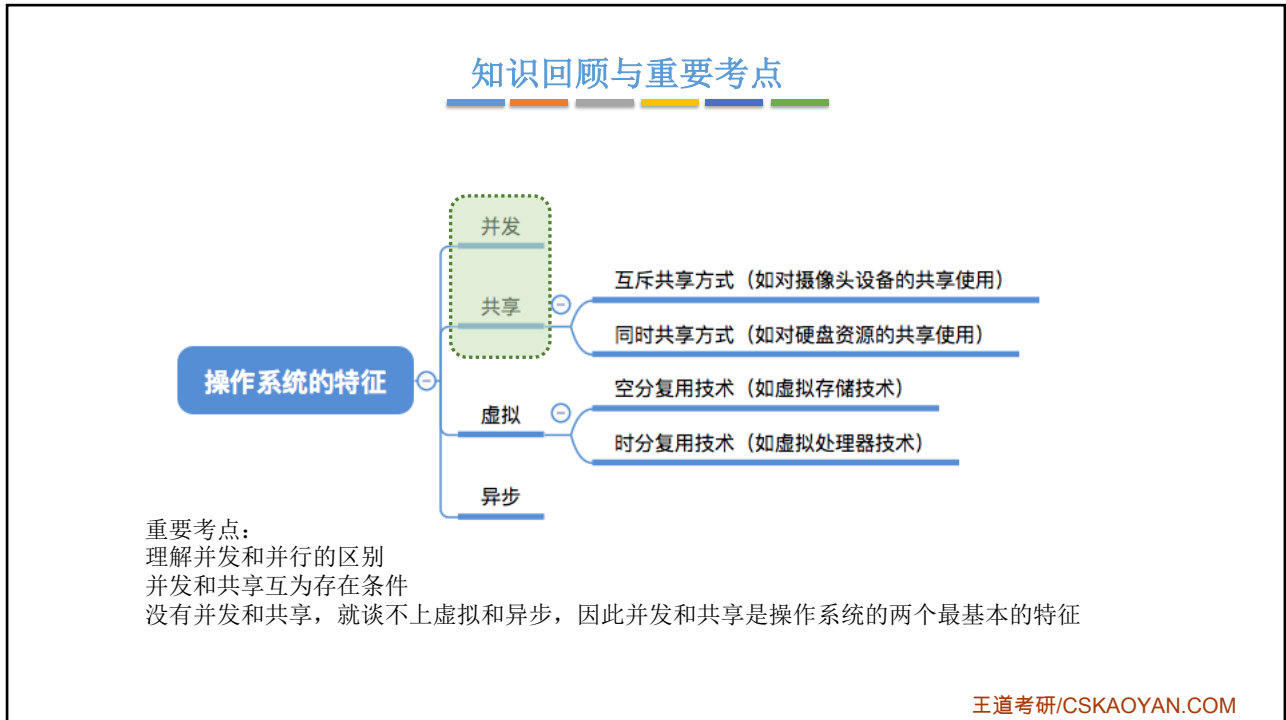 知识回顾与重要考点
并发
共享
互斥共享方式（如对摄像头设备的共享使用）
同时共享方式（如对硬盘资源的共享使用）
操作系统的特征
虚拟
空分复用技术（如虚拟存储技术）
时分复用技术（如虚拟处理器技术）
异步
重要考点：
理解并发和并行的区别
并发和共享互为存在条件
没有并发和共享，就谈不上虚拟和异步，因此并发和共享是操作系统的两个最基本的特征
王道考研/CSKAOYAN.COM